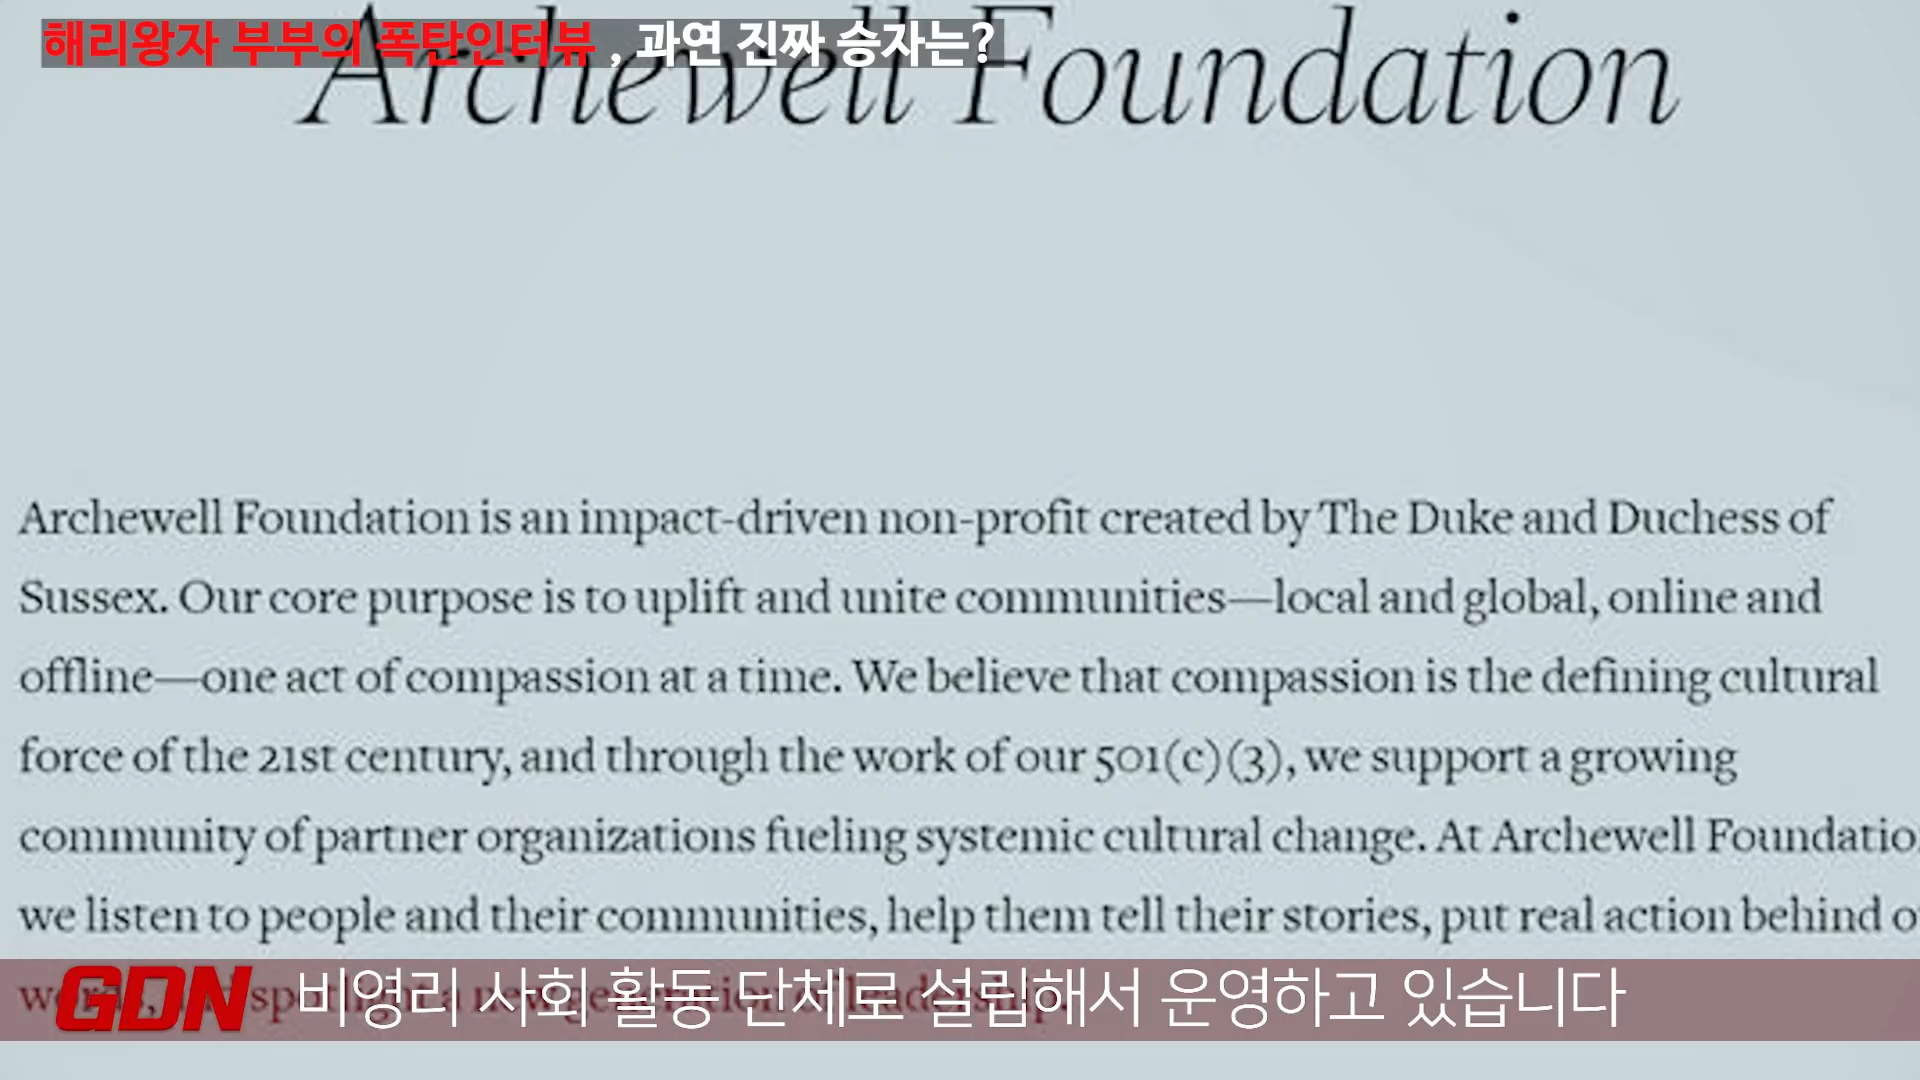 해리왕자 부부의 폭탄인터뷰 , 과연 진짜 승자는?
Archewell Foundation
Archewell Foundation is an impact-driven non-profit created by The Duke and Duchess of
Sussex. Our core purpose is to uplift and unite communities—local and global, online and
offline—one act of compassion at a time. We believe that compassion is the defining cultural
force of the 21st century, and through the work of our 501(c)(3), we support a growing
community of partner organizations fueling systemic cultural change. At Archewell
we listen to people and their communities, help them tell their stories, put real action behind
GDN 비영리 사회 활동 단체로 설립해서 운영하고 있습니다